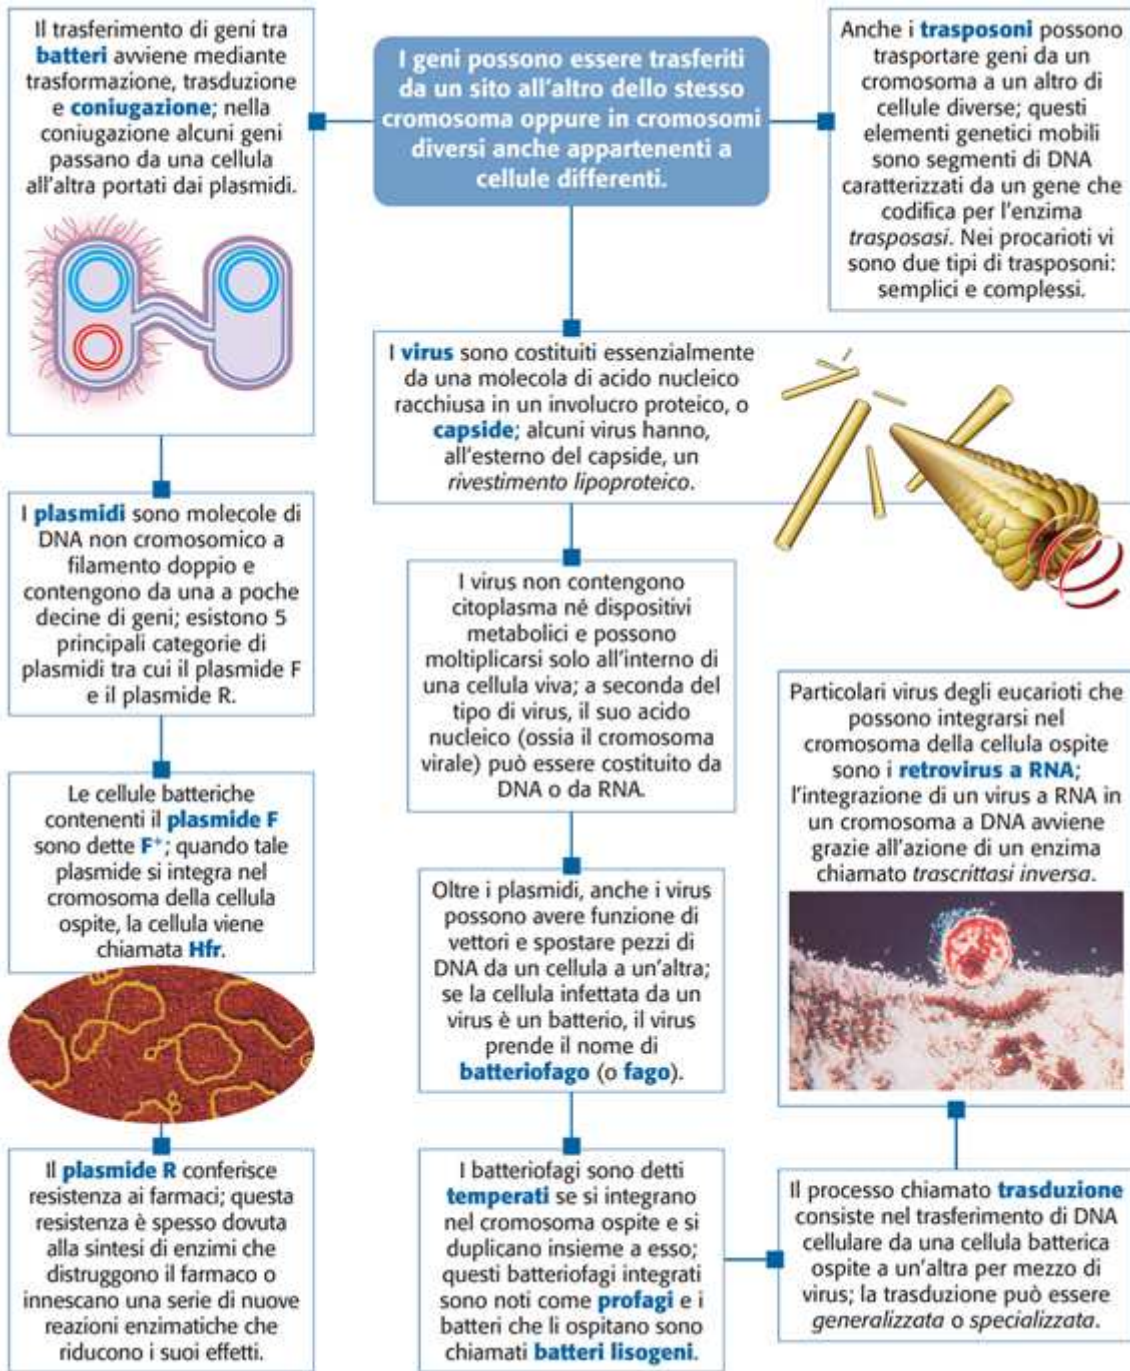 I geni possono essere trasferiti
da un sito all'altro dello stesso
cromosoma oppure in cromosomi
diversi anche appartenenti a
cellule differenti.
Il trasferimento di geni tra
batteri avviene mediante
trasformazione, trasduzione
e coniugazione; nella
coniugazione alcuni geni
passano da una cellula
all'altra portati dai plasmidi.
I plasmidi sono molecole di
DNA non cromosomico a
filamento doppio e
contengono da una a poche
decine di geni; esistono 5
principali categorie di
plasmidi tra cui il plasmide F
e il plasmide R.
Le cellule batteriche
contenenti il plasmide F
sono dette F⁺; quando tale
plasmide si integra nel
cromosoma della cellula
ospite, la cellula viene
chiamata Hfr.
Il plasmide R conferisce
resistenza ai farmaci; questa
resistenza è spesso dovuta
alla sintesi di enzimi che
distruggono il farmaco o
innescano una serie di nuove
reazioni enzimatiche che
riducono i suoi effetti.
I virus sono costituiti essenzialmente
da una molecola di acido nucleico
racchiusa in un involucro proteico, o
capside; alcuni virus hanno,
all'esterno del capside, un
rivestimento lipoproteico.
I virus non contengono
citoplasma né dispositivi
metabolici e possono
moltiplicarsi solo all'interno di
una cellula viva; a seconda del
tipo di virus, il suo acido
nucleico (ossia il cromosoma
virale) può essere costituito da
DNA o da RNA.
Oltre i plasmidi, anche i virus
possono avere funzione di
vettori e spostare pezzi di
DNA da un cellula a un'altra;
se la cellula infettata da un
virus è un batterio, il virus
prende il nome di
batteriofago (o fago).
I batteriofagi sono detti
temperati se si integrano
nel cromosoma ospite e si
duplicano insieme a esso;
questi batteriofagi integrati
sono noti come profagi e i
batteri che li ospitano sono
chiamati batteri lisogeni.
Il processo chiamato trasduzione
consiste nel trasferimento di DNA
cellulare da una cellula batterica
ospite a un'altra per mezzo di
virus; la trasduzione può essere
generalizzata o specializzata.
Particolari virus degli eucarioti che
possono integrarsi nel
cromosoma della cellula ospite
sono i retrovirus a RNA;
l'integrazione di un virus a RNA in
un cromosoma a DNA avviene
grazie all'azione di un enzima
chiamato trascrittasi inversa.
Anche i trasposoni possono
trasportare geni da un
cromosoma a un altro di
cellule diverse; questi
elementi genetici mobili
sono segmenti di DNA
caratterizzati da un gene che
codifica per l'enzima
trasposasi. Nei procarioti vi
sono due tipi di trasposoni:
semplici e complessi.